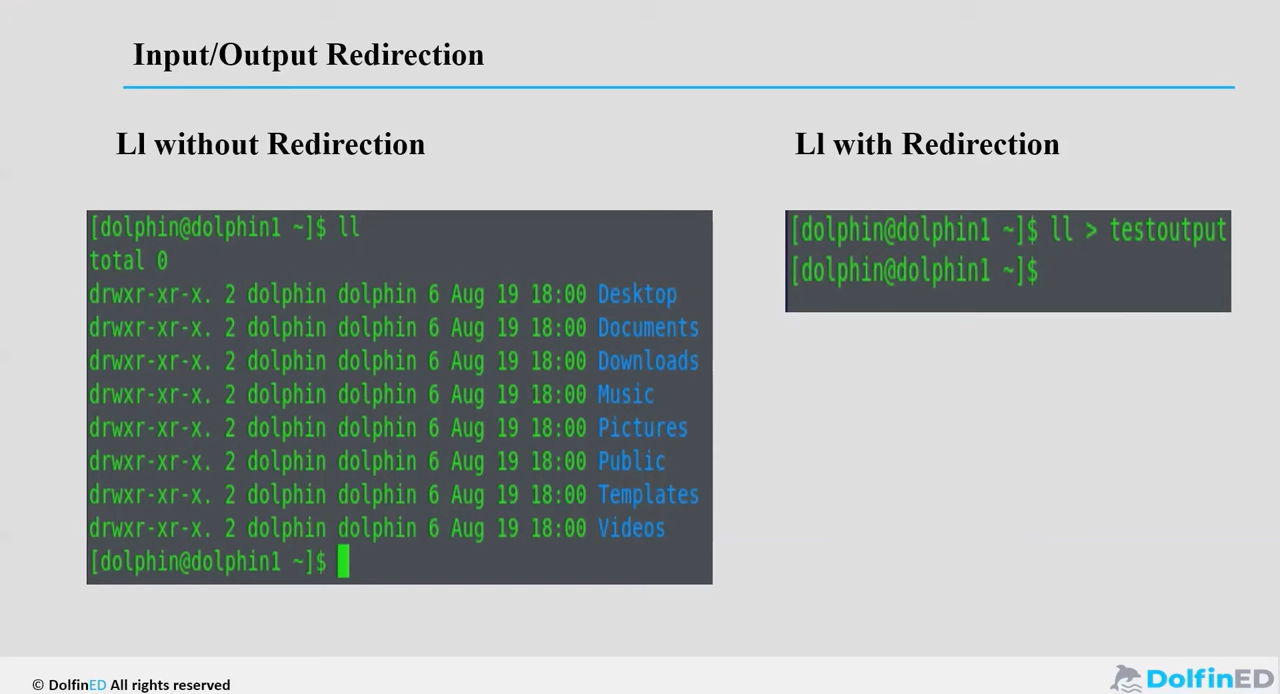 Input/Output Redirection
Ll without Redirection
Ll with Redirection
[dolphin@dolphin1 ~]$ ll
total 0
drwxr-xr-x. 2 dolphin dolphin 6 Aug 19 18:00 Desktop
drwxr-xr-x. 2 dolphin dolphin 6 Aug 19 18:00 Documents
drwxr-xr-x. 2 dolphin dolphin 6 Aug 19 18:00 Downloads
drwxr-xr-x. 2 dolphin dolphin 6 Aug 19 18:00 Music
drwxr-xr-x. 2 dolphin dolphin 6 Aug 19 18:00 Pictures
drwxr-xr-x. 2 dolphin dolphin 6 Aug 19 18:00 Public
drwxr-xr-x. 2 dolphin dolphin 6 Aug 19 18:00 Templates
drwxr-xr-x. 2 dolphin dolphin 6 Aug 19 18:00 Videos
[dolphin@dolphin1 ~]$
[dolphin@dolphin1 ~]$ ll > testoutput
[dolphin@dolphin1 ~]$
© DolfinED All rights reserved
DolfinED